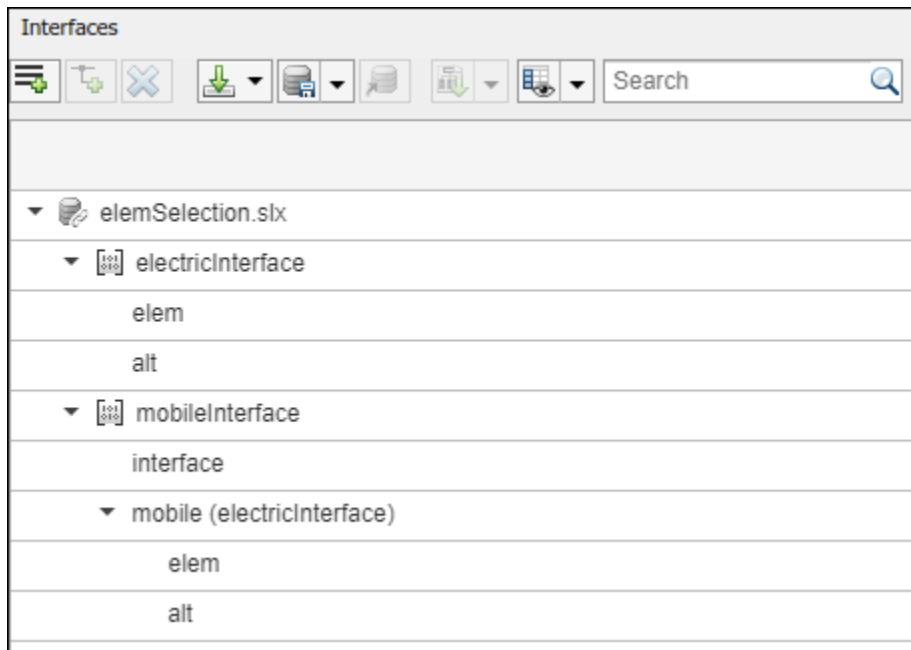 Interfaces
Search
elemSelection.slx
electricInterface
elem
alt
mobileInterface
interface
mobile (electricInterface)
elem
alt